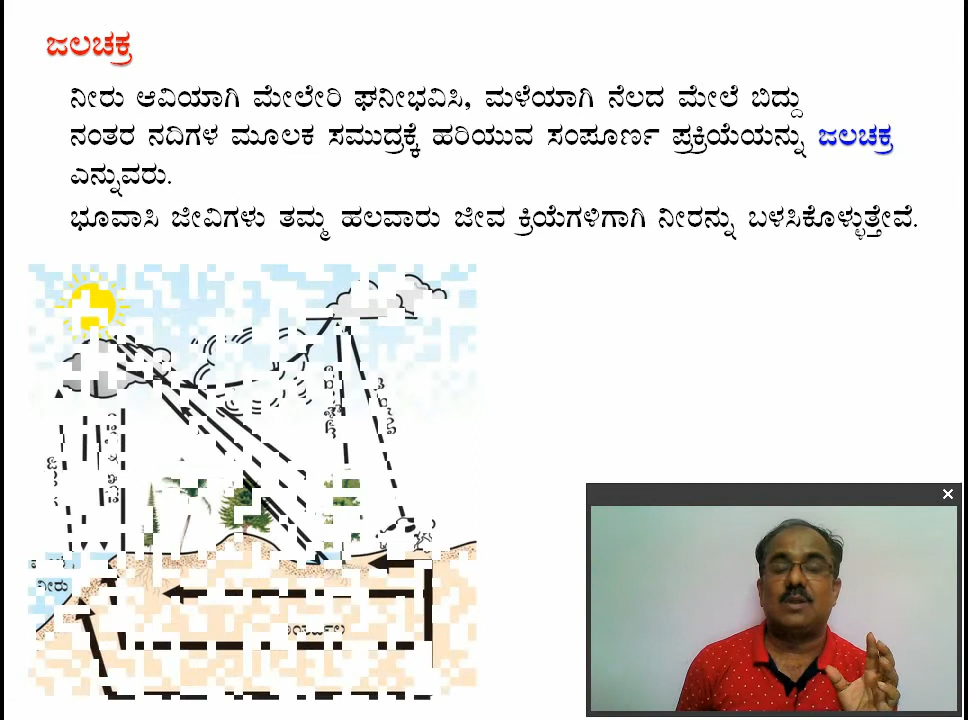 ಜಲಚಕ್ರ
ನೀರು ಆವಿಯಾಗಿ ಮೇಲೇರಿ ಘನೀಭವಿಸಿ, ಮಳೆಯಾಗಿ ನೆಲದ ಮೇಲೆ ಬಿದ್ದು
ನಂತರ ನದಿಗಳ ಮೂಲಕ ಸಮುದ್ರಕ್ಕೆ ಹರಿಯುವ ಸಂಪೂರ್ಣ ಪ್ರಕ್ರಿಯೆಯನ್ನು ಜಲಚಕ್ರ
ಎನ್ನುವರು.
ಭೂವಾಸಿ ಜೀವಿಗಳು ತಮ್ಮ ಹಲವಾರು ಜೀವ ಕ್ರಿಯೆಗಳಿಗಾಗಿ ನೀರನ್ನು ಬಳಸಿಕೊಳ್ಳುತ್ತೇವೆ.
ನೀರು